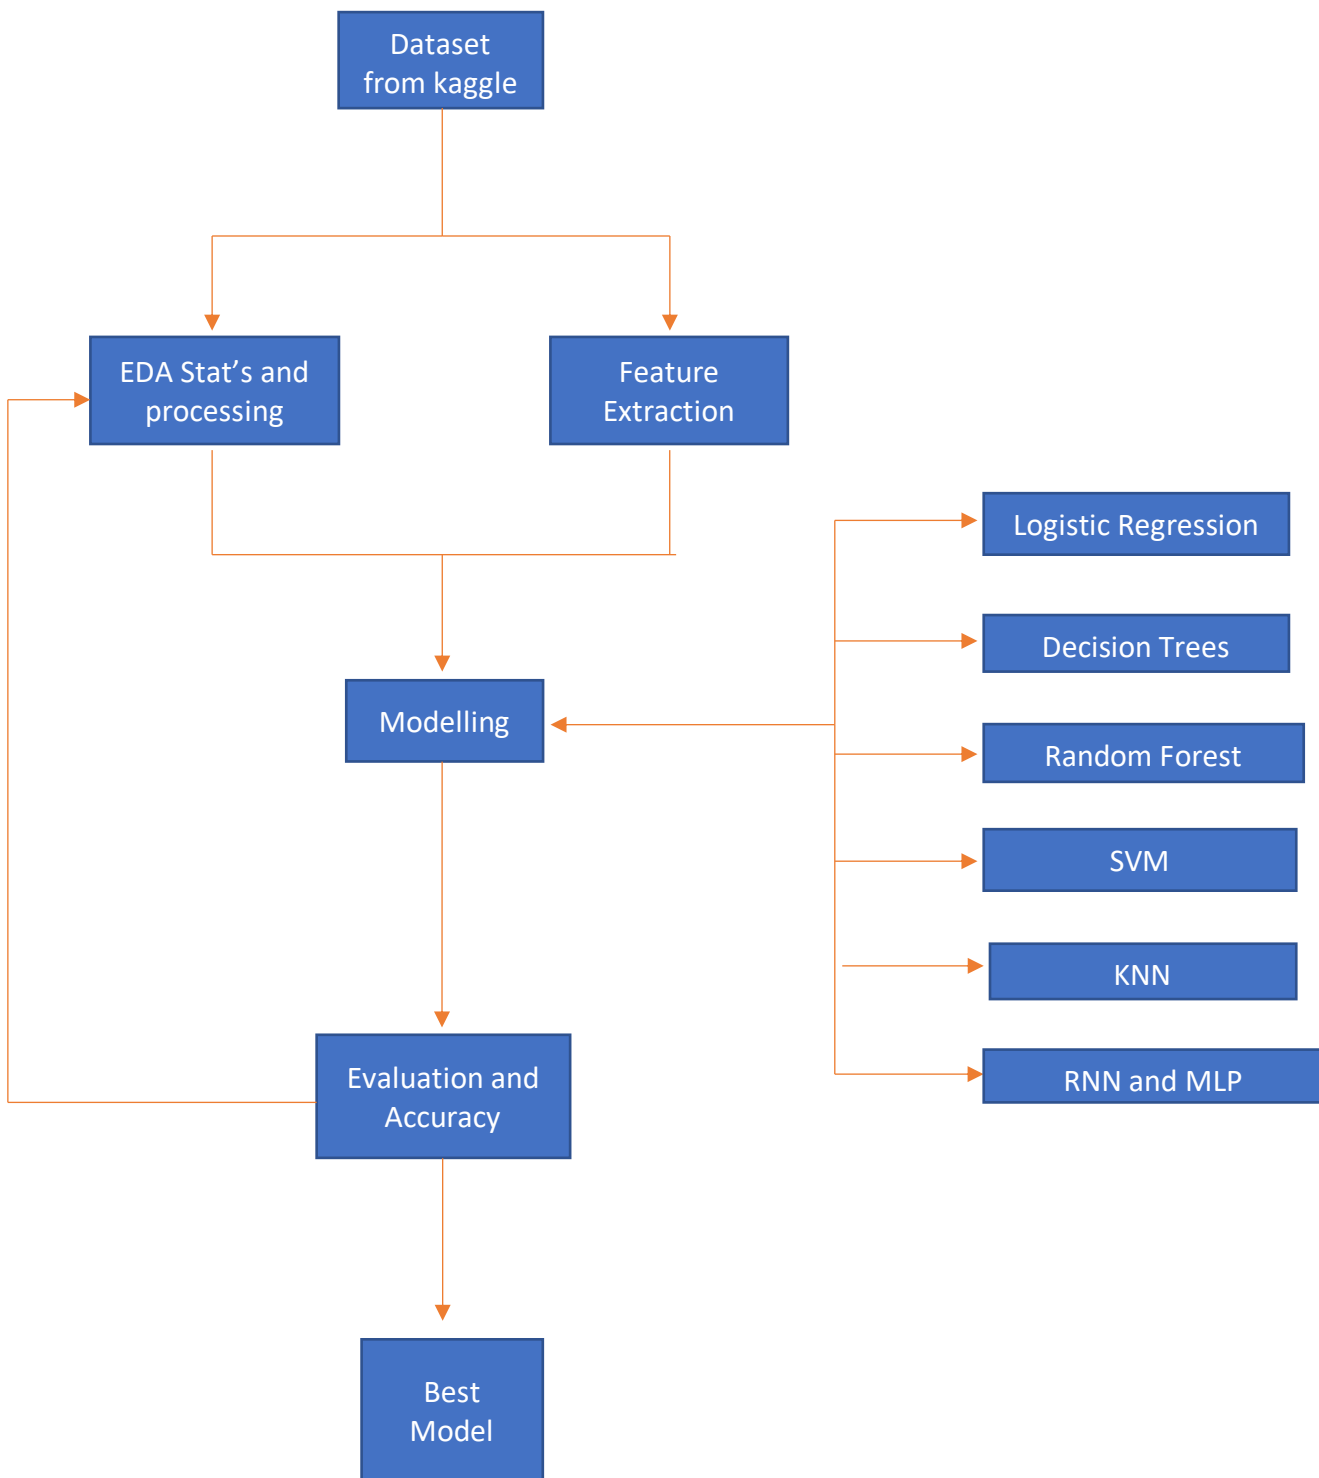 Dataset
from kaggle
EDA Stat’s and
processing
Feature
Extraction
Logistic Regression
Decision Trees
Modelling
Random Forest
SVM
KNN
Evaluation and
Accuracy
RNN and MLP
Best
Model